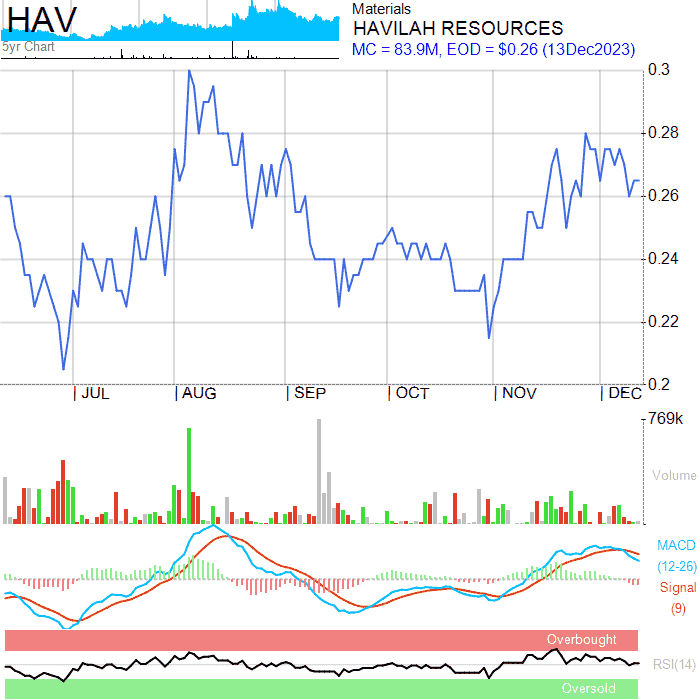 HAV
5yr Chart
Materials
HAVILAH RESOURCES
MC = 83.9M, EOD = $0.26 (13Dec2023)
0.3
0.28
0.26
0.24
0.22
0.2
JUL AUG SEP OCT NOV DEC
769k
Volume
MACD
(12-26)
Signal
(9)
Overbought
RSI(14)
Oversold